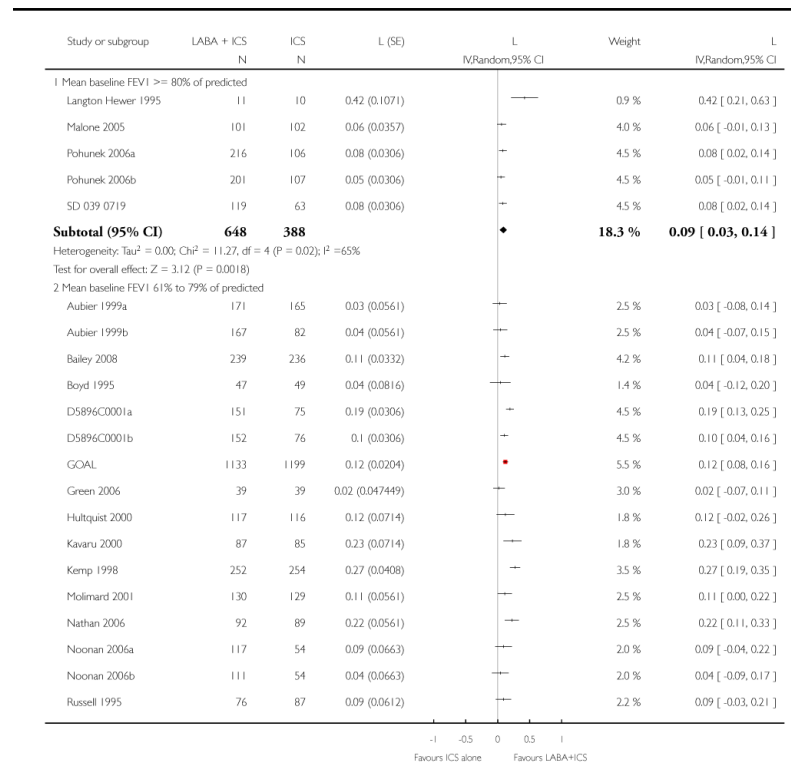 Study or subgroup LABA + ICS ICS L (SE) L Weight L
N N IV,Random,95% CI IV,Random,95% CI
1 Mean baseline FEV1 >= 80% of predicted
Langton Hewer 1995 11 10 0.42 (0.1071) 0.9 % 0.42 [ 0.21, 0.63 ]
Malone 2005 101 102 0.06 (0.0357) 4.0 % 0.06 [ -0.01, 0.13 ]
Pohunek 2006a 216 106 0.08 (0.0306) 4.5 % 0.08 [ 0.02, 0.14 ]
Pohunek 2006b 201 107 0.05 (0.0306) 4.5 % 0.05 [ -0.01, 0.11 ]
SD 039 0719 119 63 0.08 (0.0306) 4.5 % 0.08 [ 0.02, 0.14 ]
Subtotal (95% CI) 648 388 18.3 % 0.09 [ 0.03, 0.14 ]
Heterogeneity: Tau² = 0.00; Chi² = 11.27, df = 4 (P = 0.02); I² =65%
Test for overall effect: Z = 3.12 (P = 0.0018)
2 Mean baseline FEV1 61% to 79% of predicted
Aubier 1999a 171 165 0.03 (0.0561) 2.5 % 0.03 [ -0.08, 0.14 ]
Aubier 1999b 167 82 0.04 (0.0561) 2.5 % 0.04 [ -0.07, 0.15 ]
Bailey 2008 239 236 0.11 (0.0332) 4.2 % 0.11 [ 0.04, 0.18 ]
Boyd 1995 47 49 0.04 (0.0816) 1.4 % 0.04 [ -0.12, 0.20 ]
D5896C0001a 151 75 0.19 (0.0306) 4.5 % 0.19 [ 0.13, 0.25 ]
D5896C0001b 152 76 0.1 (0.0306) 4.5 % 0.10 [ 0.04, 0.16 ]
GOAL 1133 1199 0.12 (0.0204) 5.5 % 0.12 [ 0.08, 0.16 ]
Green 2006 39 39 0.02 (0.047449) 3.0 % 0.02 [ -0.07, 0.11 ]
Hultquist 2000 117 116 0.12 (0.0714) 1.8 % 0.12 [ -0.02, 0.26 ]
Kavaru 2000 87 85 0.23 (0.0714) 1.8 % 0.23 [ 0.09, 0.37 ]
Kemp 1998 252 254 0.27 (0.0408) 3.5 % 0.27 [ 0.19, 0.35 ]
Molimard 2001 130 129 0.11 (0.0561) 2.5 % 0.11 [ 0.00, 0.22 ]
Nathan 2006 92 89 0.22 (0.0561) 2.5 % 0.22 [ 0.11, 0.33 ]
Noonan 2006a 117 54 0.09 (0.0663) 2.0 % 0.09 [ -0.04, 0.22 ]
Noonan 2006b 111 54 0.04 (0.0663) 2.0 % 0.04 [ -0.09, 0.17 ]
Russell 1995 76 87 0.09 (0.0612) 2.2 % 0.09 [ -0.03, 0.21 ]
-1 -0.5 0 0.5 1
Favours ICS alone Favours LABA+ICS